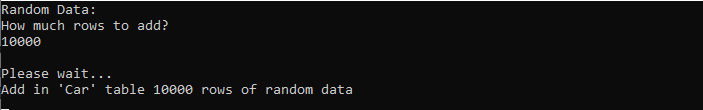 Random Data:
How much rows to add?
10000
Please wait...
Add in 'Car' table 10000 rows of random data